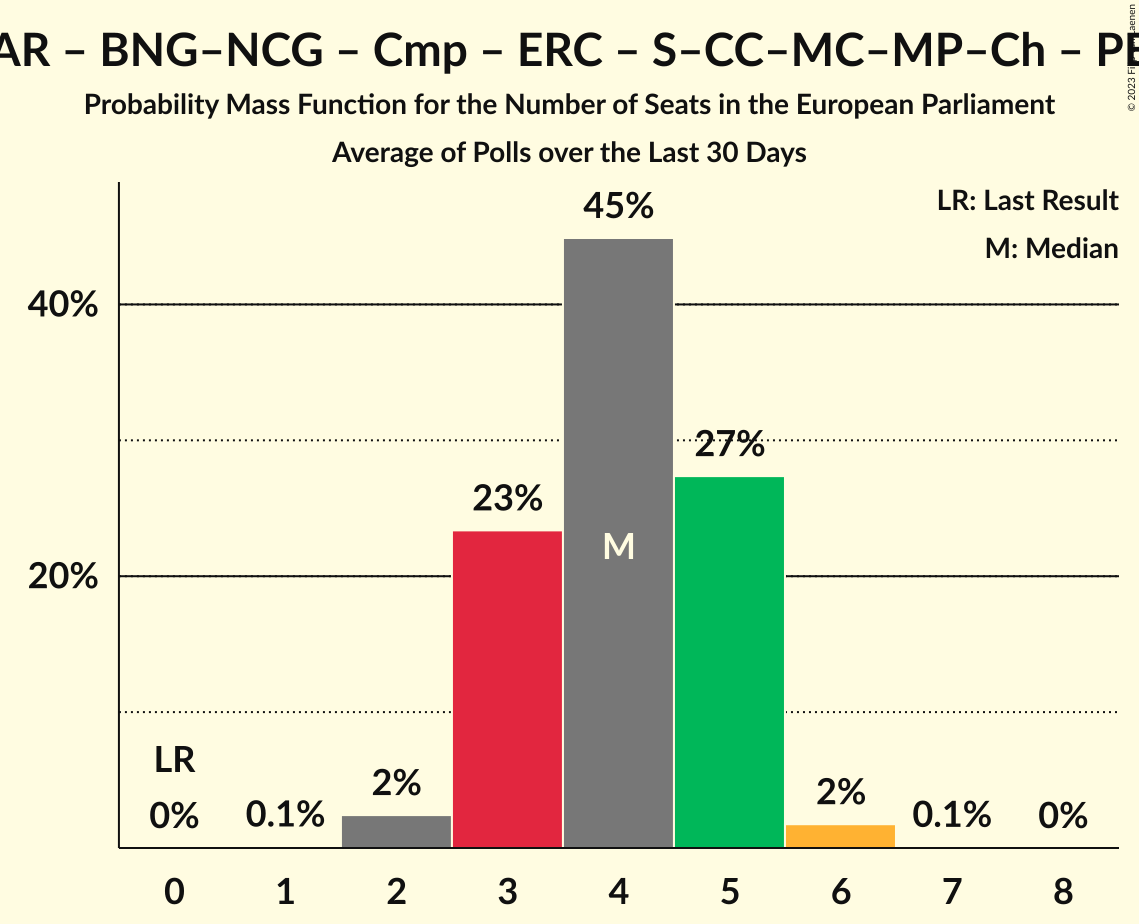 AR – BNG–NCG – Cmp – ERC – S–CC–MC–MP–Ch –
Probability Mass Function for the Number of Seats in the European Parliament
Average of Polls over the Last 30 Days
LR: Last Result
M: Median
45%
40%
27%
23%
M
20%
LR
0%
0.1%
2%
2%
0.1%
0%
0 1 2 3 4 5 6 7 8
© 2023